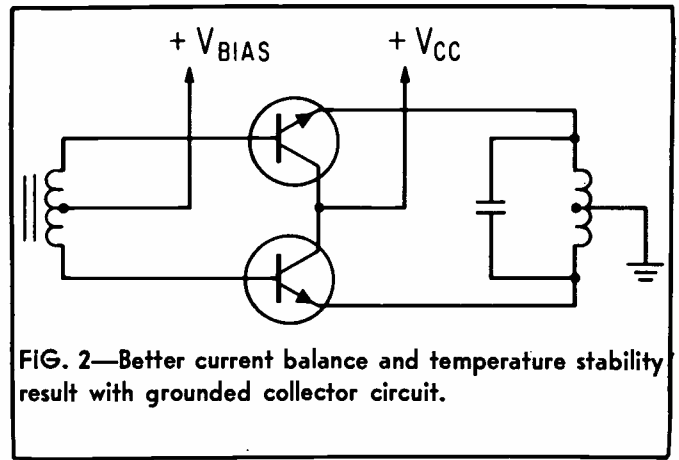 + VBIAS
+ VCC
FIG. 2—Better current balance and temperature stability
result with grounded collector circuit.